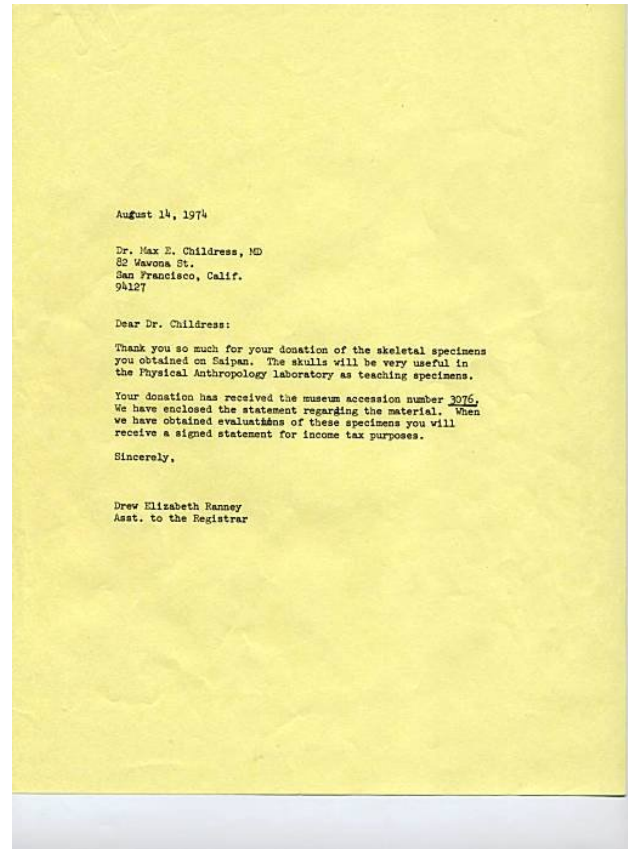 August 14, 1974
Dr. Max E. Childress, MD
82 Wawona St.
San Francisco, Calif.
94127
Dear Dr. Childress:
Thank you so much for your donation of the skeletal specimens
you obtained on Saipan. The skulls will be very useful in
the Physical Anthropology laboratory as teaching specimens.
Your donation has received the museum accession number 3076.
We have enclosed the statement regarding the material. When
we have obtained evaluations of these specimens you will
receive a signed statement for income tax purposes.
Sincerely,
Drew Elizabeth Ranney
Asst. to the Registrar